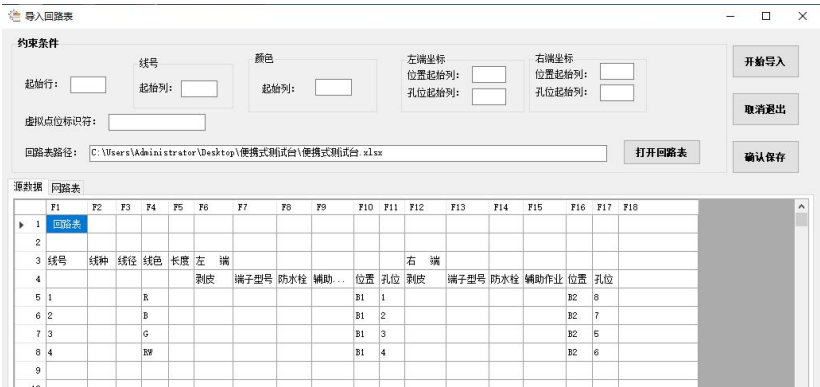 导入回路表
约束条件
线号
颜色
左端坐标
右端坐标
开始导入
起始行:
起始列:
起始列:
位置起始列:
位置起始列:
孔位起始列:
孔位起始列:
取消退出
虚拟点位标识符:
回路表路径: C:\Users\Administrator\Desktop\便携式测试台\便携式测试台.xlsx 打开回路表 确认保存
源数据 回路表
F1 F2 F3 F4 F5 F6 F7 F8 F9 F10 F11 F12 F13 F14 F15 F16 F17 F18
1 回路表
2
3 线号 线种 线径 线色 长度 左 端 右 端
4 剥皮 端子型号 防水栓 辅助... 位置 孔位 剥皮 端子型号 防水栓 辅助作业 位置 孔位
5 1 R B1 1 B2 8
6 2 B B1 2 B2 7
7 3 G B1 3 B2 5
8 4 RW B1 4 B2 6
9